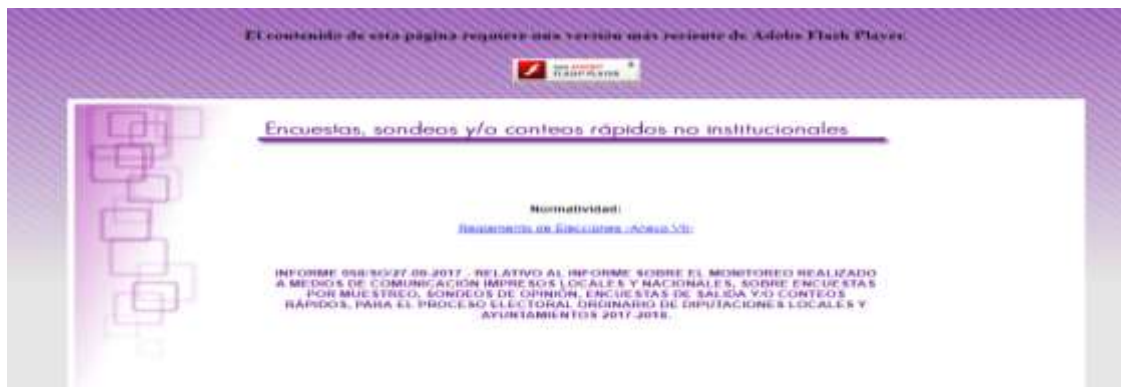 El contenido de esta página requiere una versión más reciente de Adobe Flash Player.
FLASH PLAYER
Encuestas, sondeos y/o conteos rápidos no institucionales
Normatividad:
Reglamento de Elecciones
INFORME 058/SO/27-09-2017.- RELATIVO AL INFORME SOBRE EL MONITOREO REALIZADO
A MEDIOS DE COMUNICACIÓN IMPRESOS LOCALES Y NACIONALES, SOBRE ENCUESTAS
POR MUESTREO, SONDEOS DE OPINIÓN, ENCUESTAS DE SALIDA Y/O CONTEOS
RÁPIDOS, PARA EL PROCESO ELECTORAL ORDINARIO DE DIPUTACIONES LOCALES Y
AYUNTAMIENTOS 2017-2018.